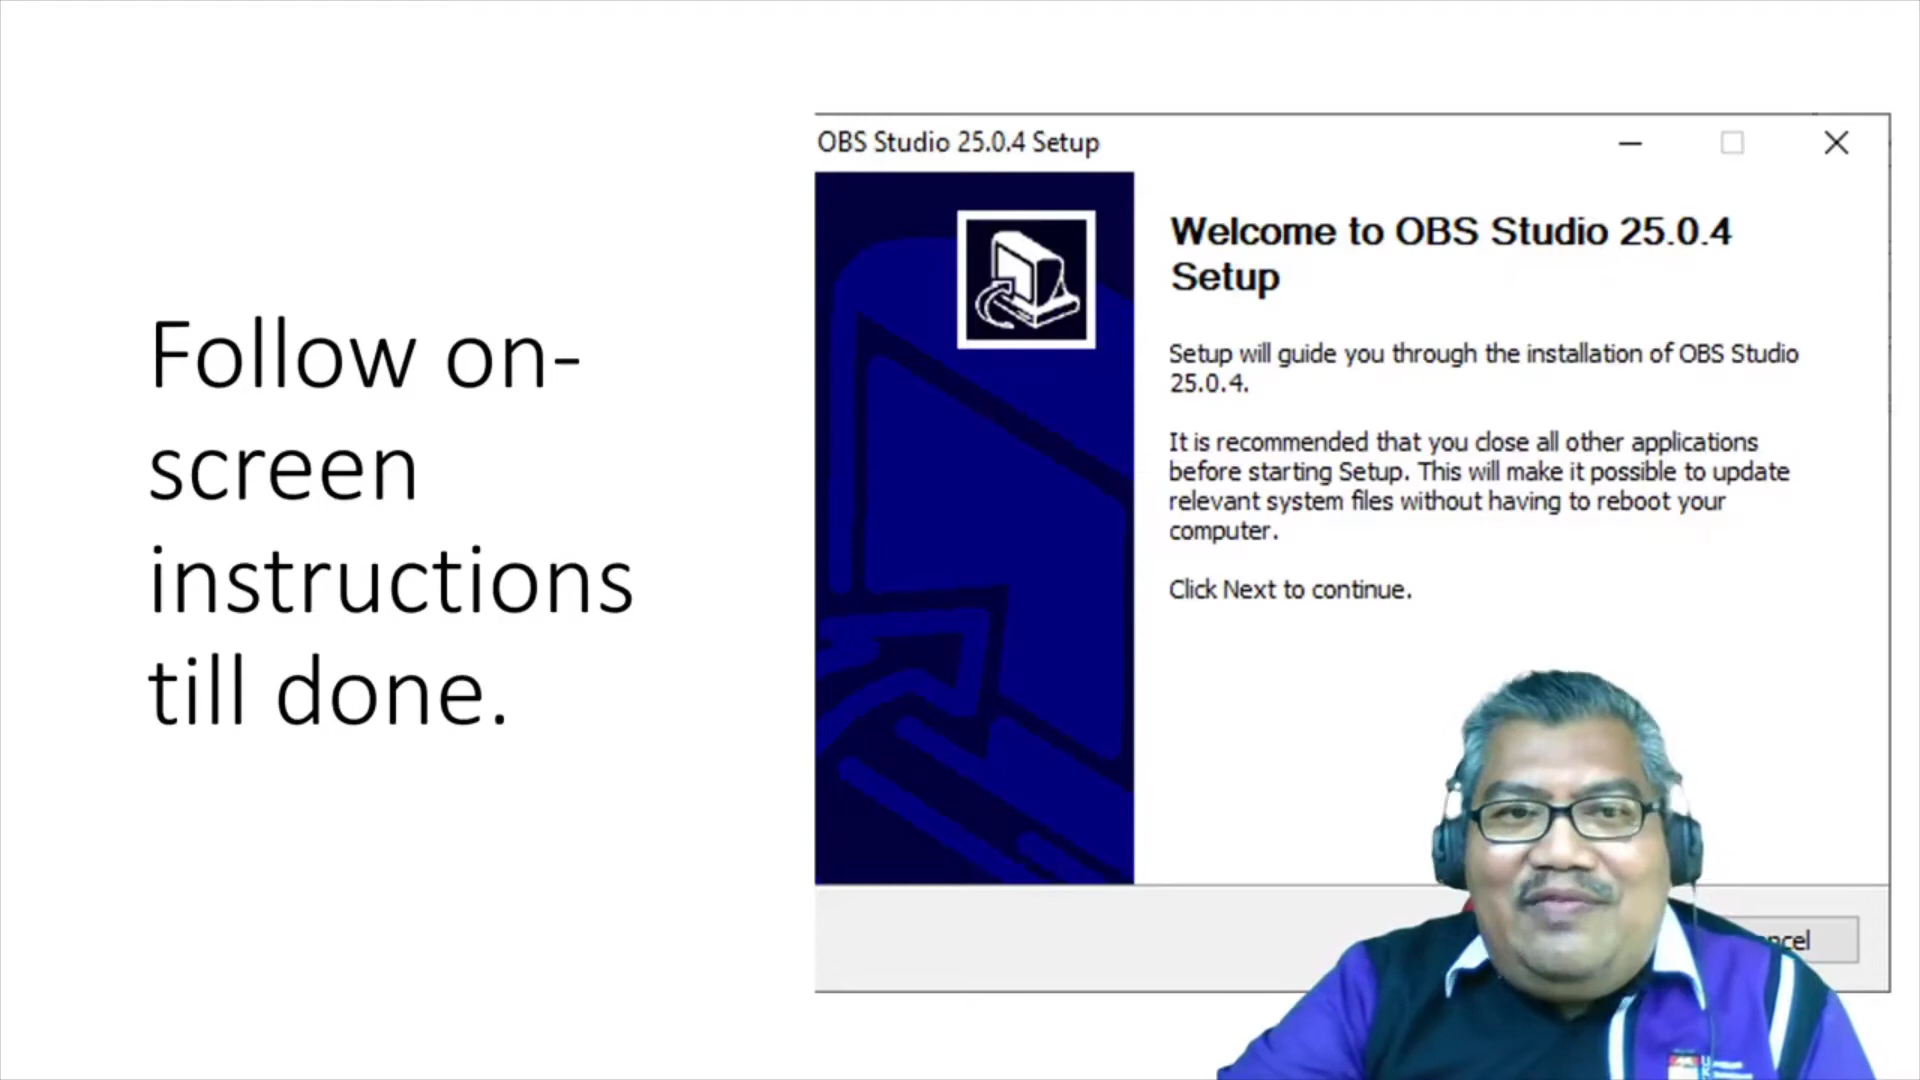 Follow on-
screen
instructions
till done.
OBS Studio 25.0.4 Setup
Welcome to OBS Studio 25.0.4
Setup
Setup will guide you through the installation of OBS Studio
25.0.4.
It is recommended that you close all other applications
before starting Setup. This will make it possible to update
relevant system files without having to reboot your
computer.
Click Next to continue.